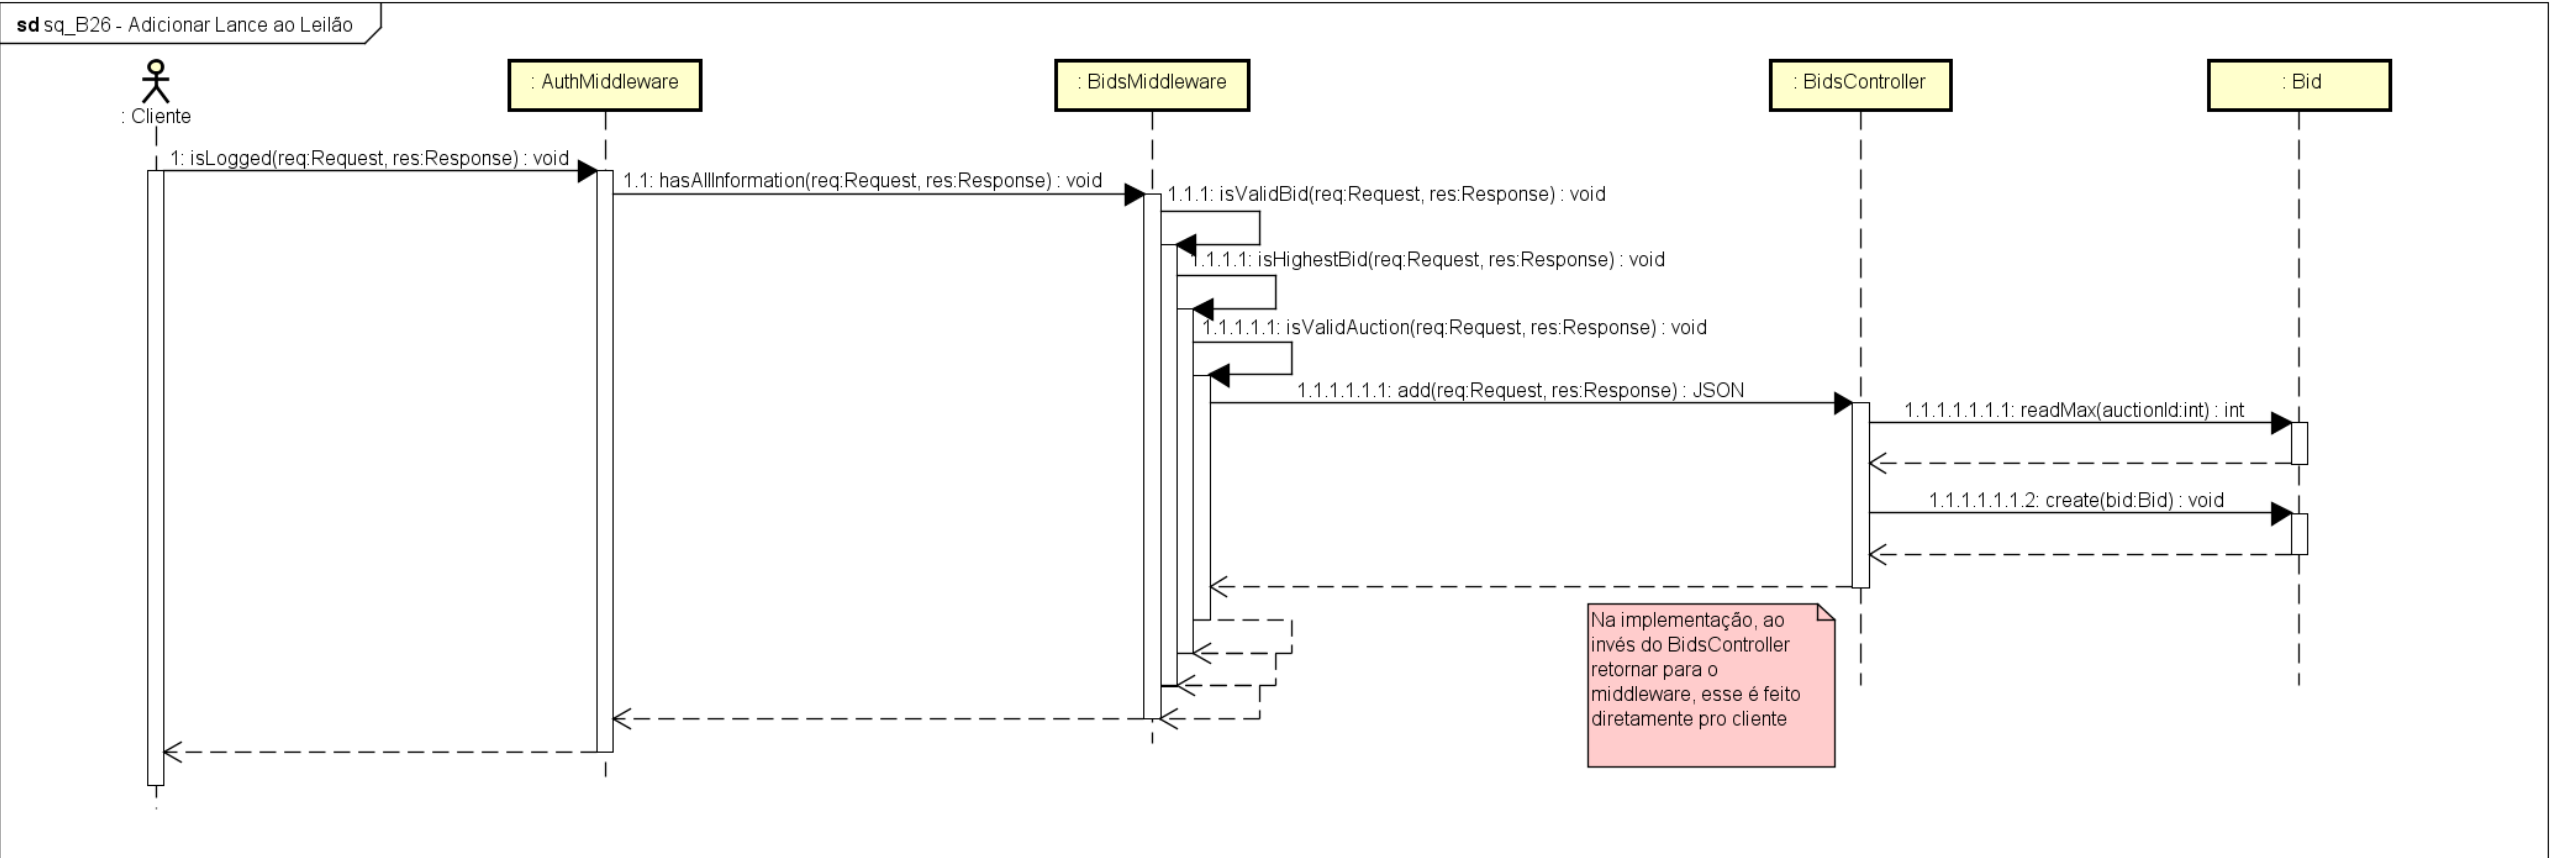 sd sq_B26 - Adicionar Lance ao Leilão
: Cliente
: AuthMiddleware
: BidsMiddleware
: BidsController
: Bid
1: isLogged(req:Request, res:Response) : void
1.1: hasAllInformation(req:Request, res:Response) : void
1.1.1: isValidBid(req:Request, res:Response) : void
1.1.1.1: isHighestBid(req:Request, res:Response) : void
1.1.1.1.1: isValidAuction(req:Request, res:Response) : void
1.1.1.1.1.1: add(req:Request, res:Response) : JSON
1.1.1.1.1.1.1: readMax(auctionId:int) : int
1.1.1.1.1.1.2: create(bid:Bid) : void
Na implementação, ao
invés do BidsController
retornar para o
middleware, esse é feito
diretamente pro cliente